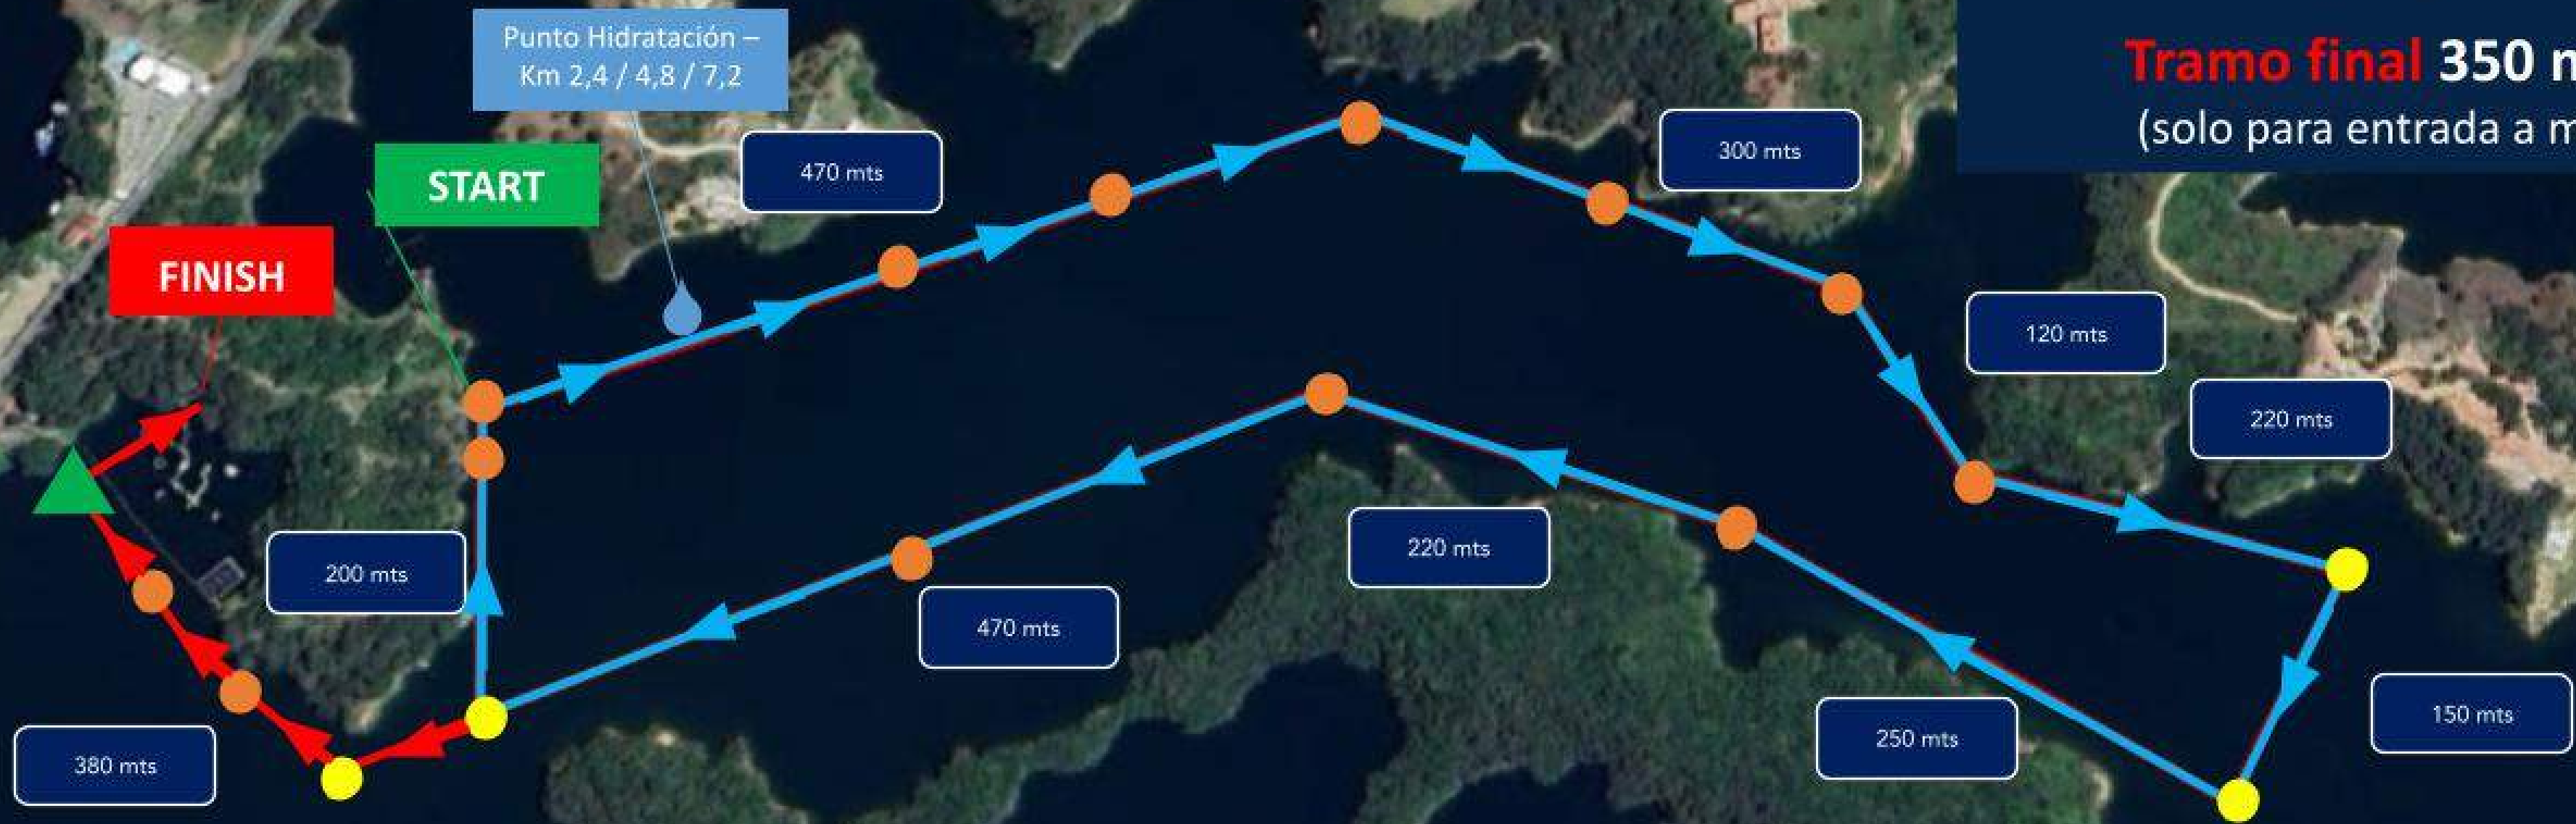 Punto Hidratación –
Km 2,4 / 4,8 / 7,2
Tramo final 350
(solo para entrada a
470 mts
300 mts
START
FINISH
120 mts
220 mts
200 mts
220 mts
470 mts
150 mts
250 mts
380 mts